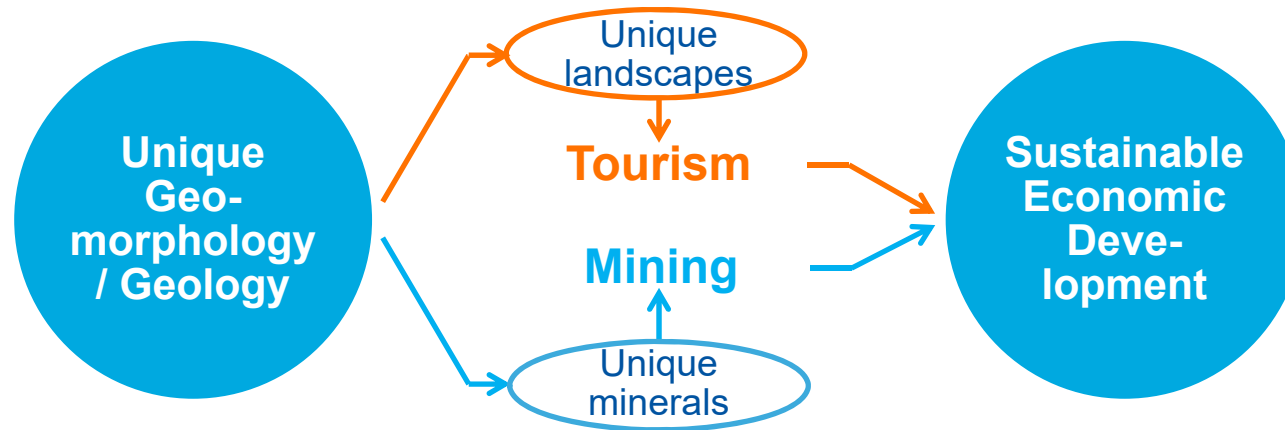 Unique
Geo-
morphology
/ Geology
Unique
landscapes
Tourism
Mining
Unique
minerals
Sustainable
Economic
Deve-
lopment